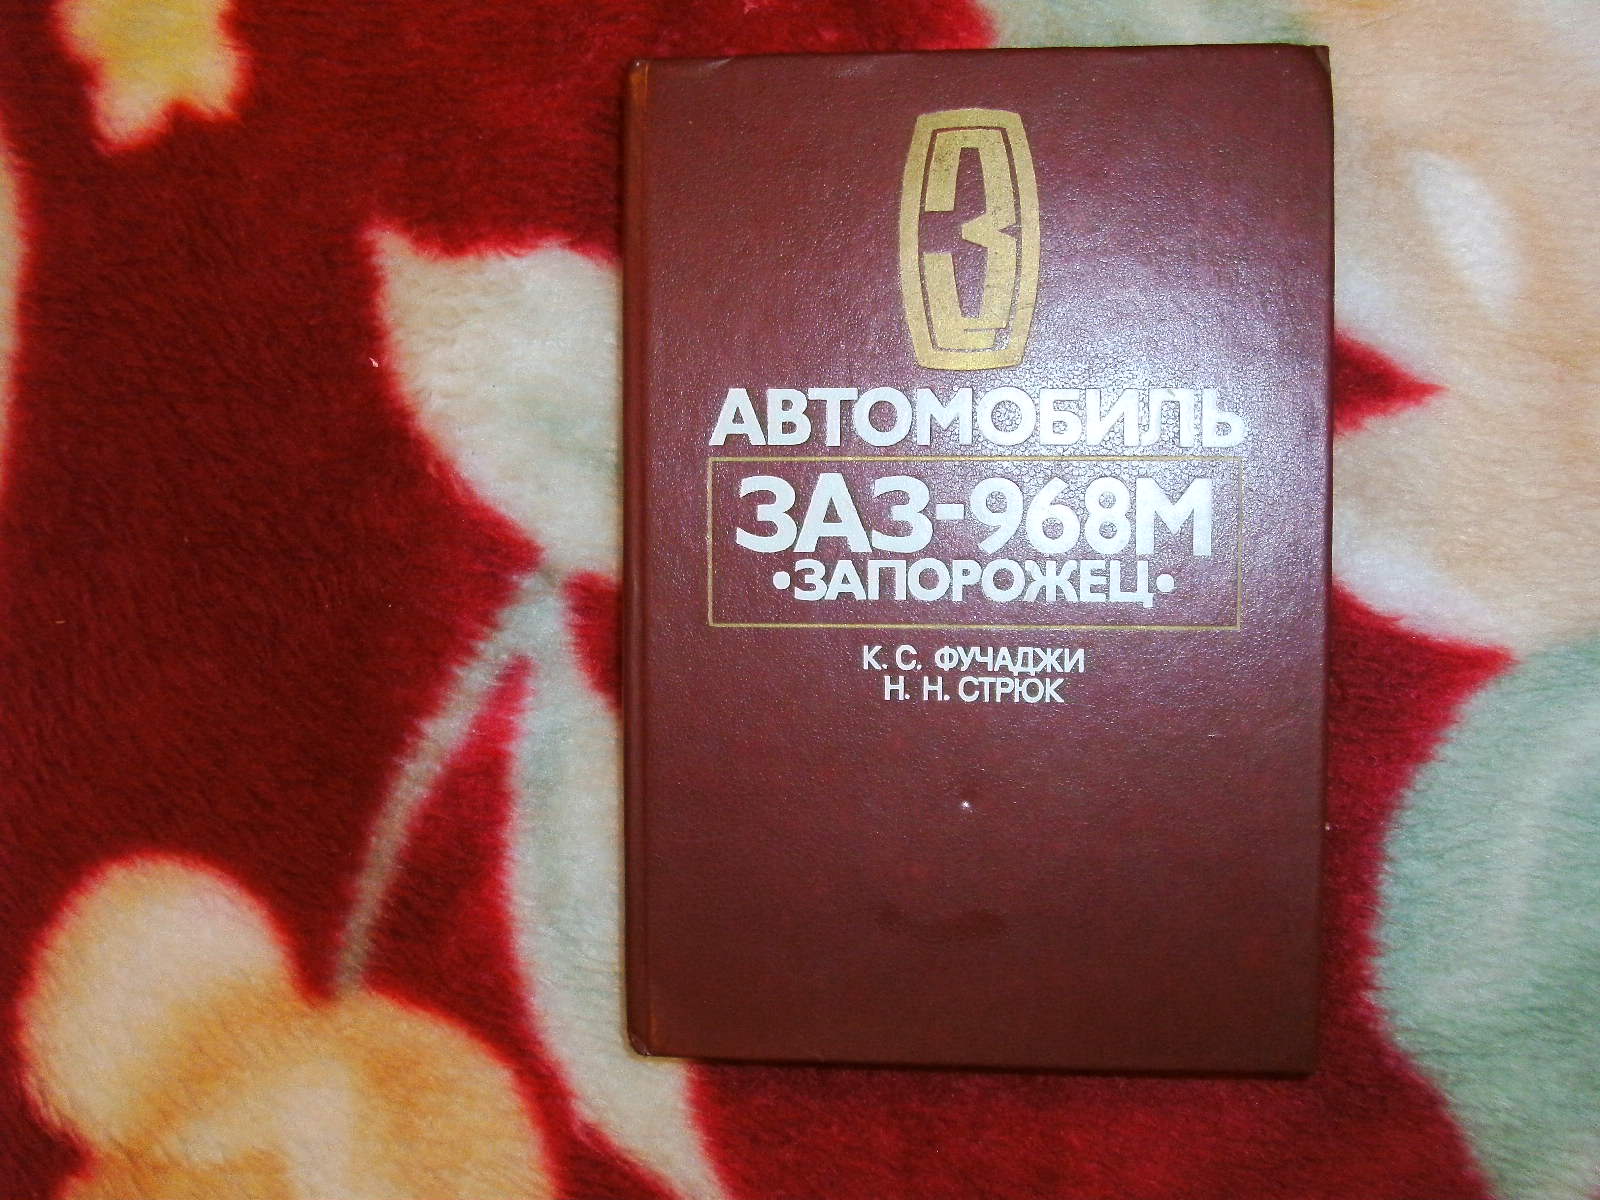 З
АВТОМОБИЛЬ
ЗАЗ-968М
•ЗАПОРОЖЕЦ•
К. С. ФУЧАДЖИ
Н. Н. СТРЮК